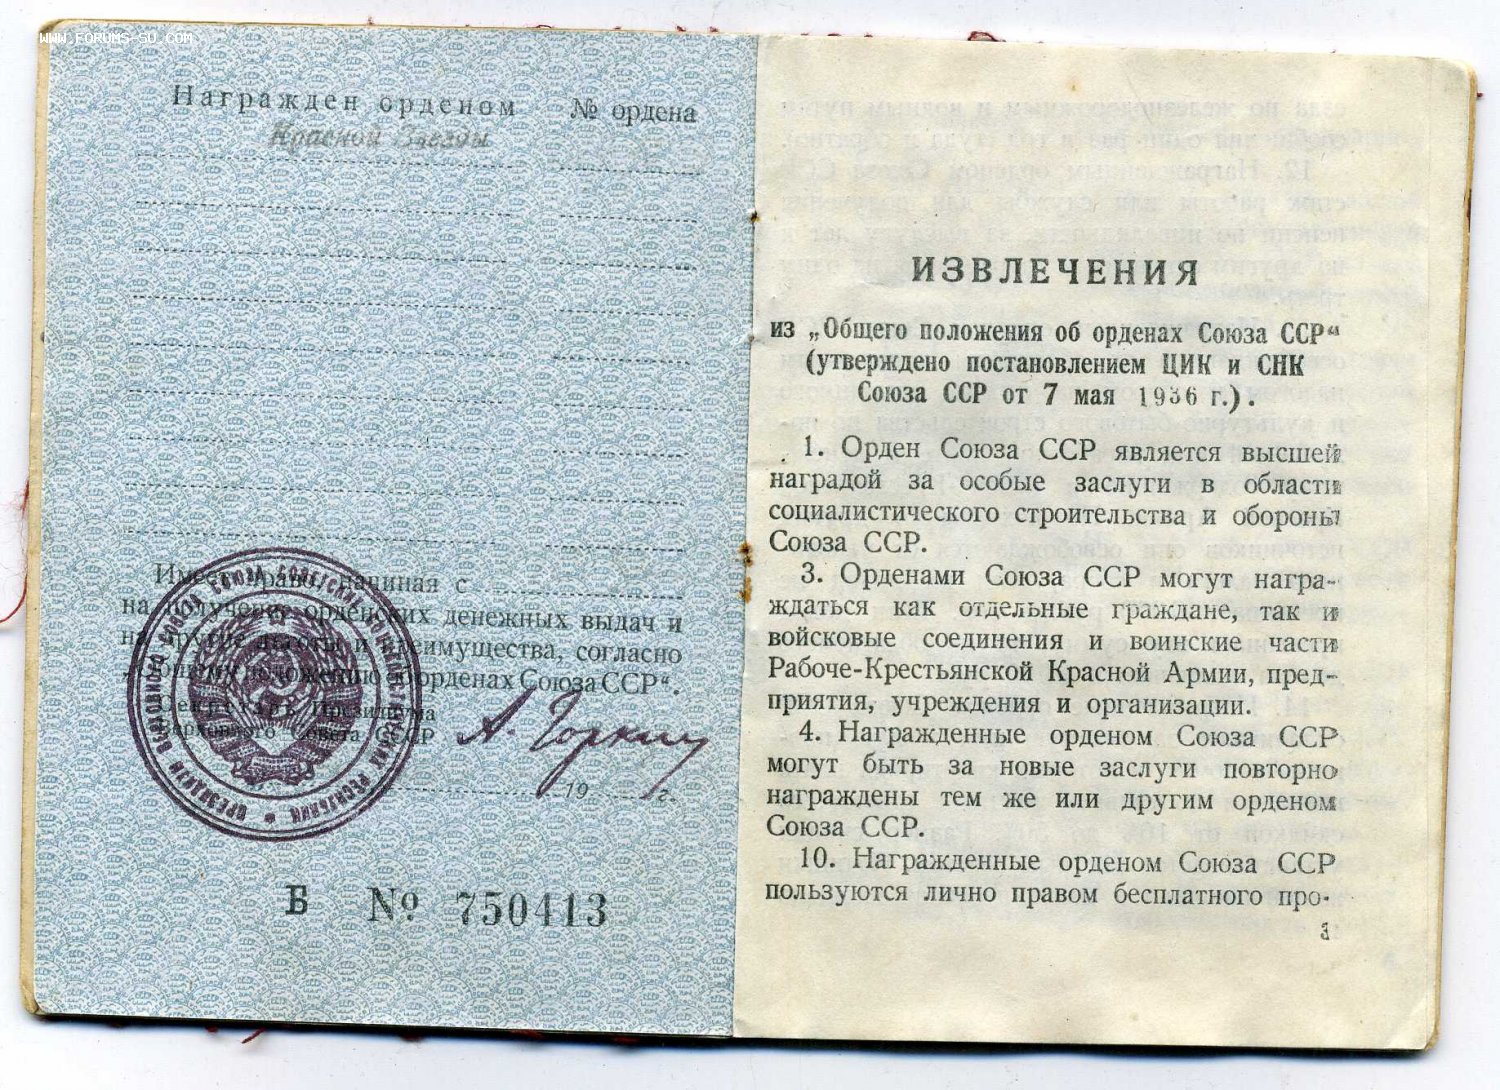 WWW.FORUMS-SU.COM
Награжден орденом № ордена
Красной Звезды
Имеет право, начиная с
на получение орденских денежных выдач и
на другие льготы и преимущества, согласно
„Общему положению об орденах Союза ССР“.
Секретарь Президиума
Верховного Совета СССР
А. Горкин
19 г.
Б № 750413
ИЗВЛЕЧЕНИЯ
из „Общего положения об орденах Союза ССР“
(утверждено постановлением ЦИК и СНК
Союза ССР от 7 мая 1936 г.).
1. Орден Союза ССР является высшей
наградой за особые заслуги в области
социалистического строительства и обороны
Союза ССР.
3. Орденами Союза ССР могут награ-
ждаться как отдельные граждане, так и
войсковые соединения и воинские части
Рабоче-Крестьянской Красной Армии, пред-
приятия, учреждения и организации.
4. Награжденные орденом Союза ССР
могут быть за новые заслуги повторно
награждены тем же или другим орденом
Союза ССР.
10. Награжденные орденом Союза ССР
пользуются лично правом бесплатного про-
3